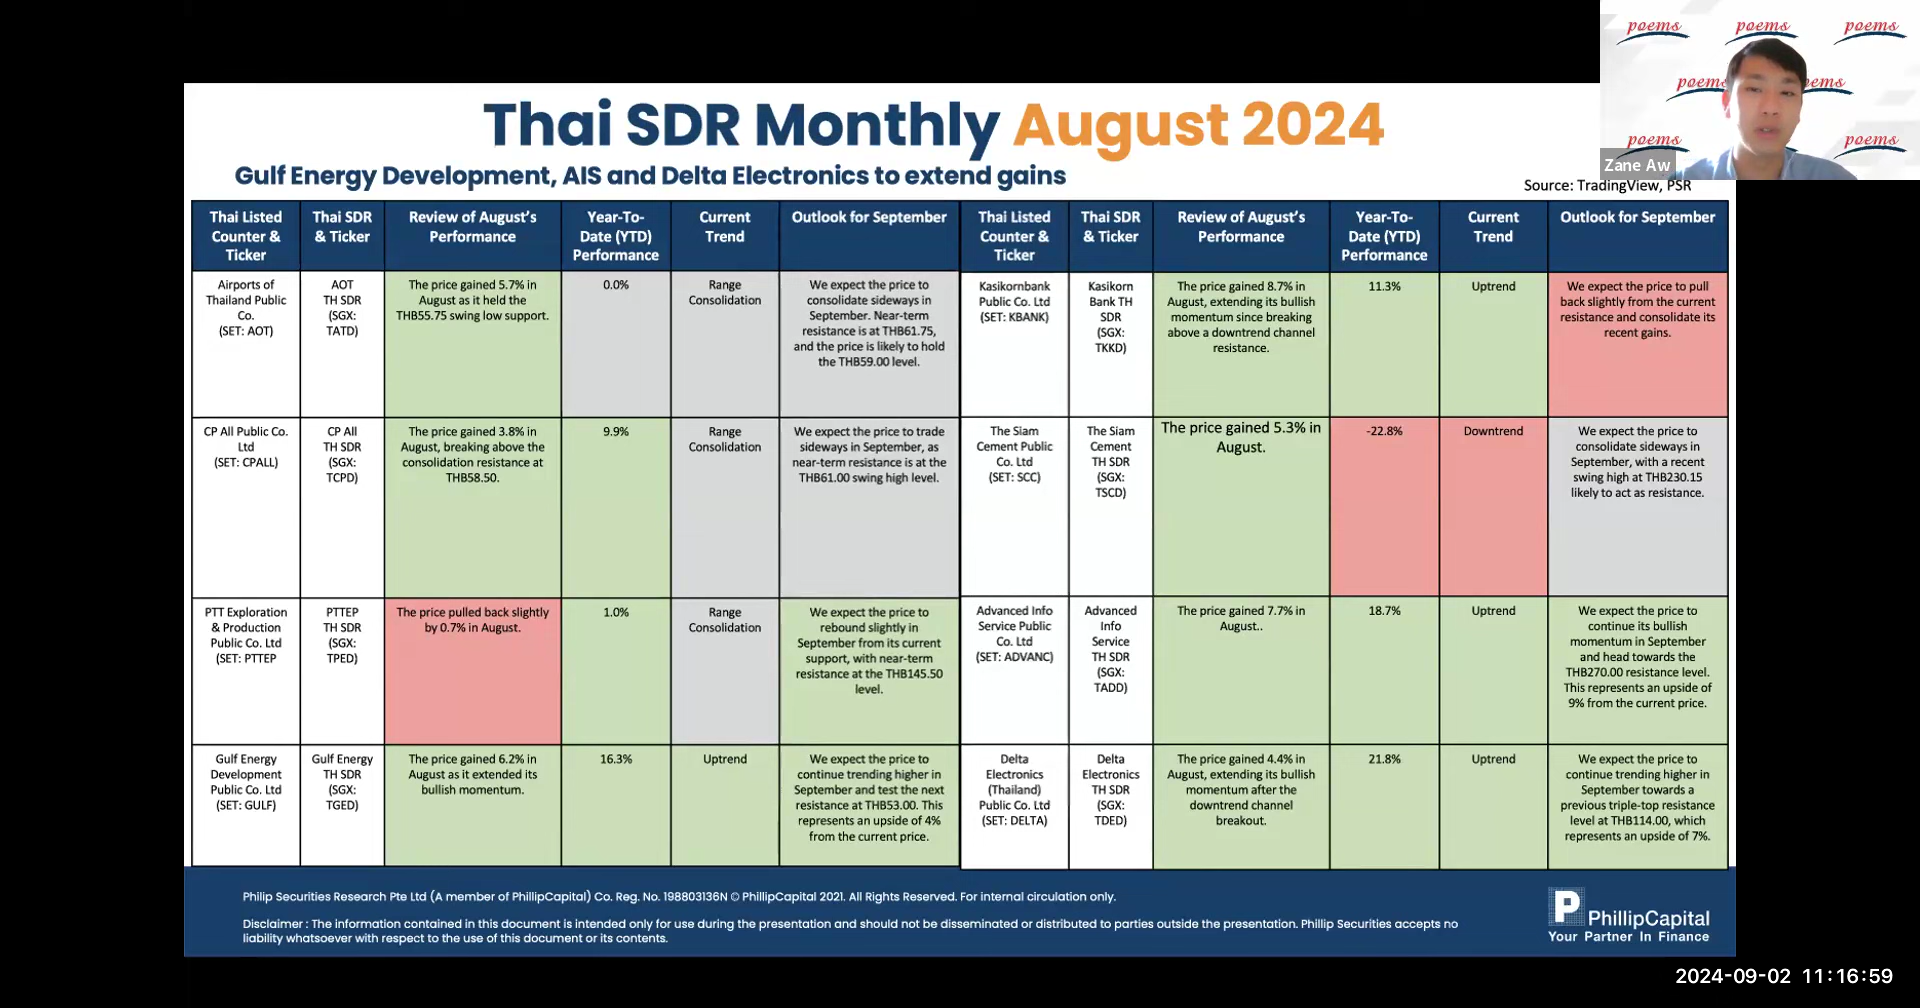 poems poems poems
poems poems
poems poems
Zane Aw
Thai SDR Monthly August 2024
Gulf Energy Development, AIS and Delta Electronics to extend gains
Source: TradingView, PSR
Thai Listed
Counter &
Ticker
Thai SDR
& Ticker
Review of August's
Performance
Year-To-
Date (YTD)
Performance
Current
Trend
Outlook for September
Airports of
Thailand Public
Co.
(SET: AOT)
AOT
TH SDR
(SGX:
TATD)
The price gained 5.7% in
August as it held the
THB55.75 swing low support.
0.0%
Range
Consolidation
We expect the price to
consolidate sideways in
September. Near-term
resistance is at THB61.75,
and the price is likely to hold
the THB59.00 level.
CP All Public Co.
Ltd
(SET: CPALL)
CP All
TH SDR
(SGX:
TCPD)
The price gained 3.8% in
August, breaking above the
consolidation resistance at
THB58.50.
9.9%
Range
Consolidation
We expect the price to trade
sideways in September, as
near-term resistance is at the
THB61.00 swing high level.
PTT Exploration
& Production
Public Co. Ltd
(SET: PTTEP
PTTEP
TH SDR
(SGX:
TPED)
The price pulled back slightly
by 0.7% in August.
1.0%
Range
Consolidation
We expect the price to
rebound slightly in
September from its current
support, with near-term
resistance at the THB145.50
level.
Gulf Energy
Development
Public Co. Ltd
(SET: GULF)
Gulf Energy
TH SDR
(SGX:
TGED)
The price gained 6.2% in
August as it extended its
bullish momentum.
16.3%
Uptrend
We expect the price to
continue trending higher in
September and test the next
resistance at THB53.00. This
represents an upside of 4%
from the current price.
Thai Listed
Counter &
Ticker
Thai SDR
& Ticker
Review of August's
Performance
Year-To-
Date (YTD)
Performance
Current
Trend
Outlook for September
Kasikornbank
Public Co. Ltd
(SET: KBANK)
Kasikorn
Bank TH
SDR
(SGX:
TKKD)
The price gained 8.7% in
August, extending its bullish
momentum since breaking
above a downtrend channel
resistance.
11.3%
Uptrend
We expect the price to pull
back slightly from the current
resistance and consolidate its
recent gains.
The Siam
Cement Public
Co. Ltd
(SET: SCC)
The Siam
Cement
TH SDR
(SGX:
TSCD)
The price gained 5.3% in
August.
-22.8%
Downtrend
We expect the price to
consolidate sideways in
September, with a recent
swing high at THB230.15
likely to act as resistance.
Advanced Info
Service Public
Co. Ltd
(SET: ADVANC)
Advanced
Info
Service
TH SDR
(SGX:
TADD)
The price gained 7.7% in
August..
18.7%
Uptrend
We expect the price to
continue its bullish
momentum in September
and head towards the
THB270.00 resistance level.
This represents an upside of
9% from the current price.
Delta
Electronics
(Thailand)
Public Co. Ltd
(SET: DELTA)
Delta
Electronics
TH SDR
(SGX:
TDED)
The price gained 4.4% in
August, extending its bullish
momentum after the
downtrend channel
breakout.
21.8%
Uptrend
We expect the price to
continue trending higher in
September towards a
previous triple-top resistance
level at THB114.00, which
represents an upside of 7%.
Philip Securities Research Pte Ltd (A member of PhillipCapital) Co. Reg. No. 198803136N © PhillipCapital 2021. All Rights Reserved. For internal circulation only.
Disclaimer : The information contained in this document is intended only for use during the presentation and should not be disseminated or distributed to parties outside the presentation. Phillip Securities accepts no
liability whatsoever with respect to the use of this document or its contents.
P PhillipCapital
Your Partner In Finance
2024-09-02 11:16:59